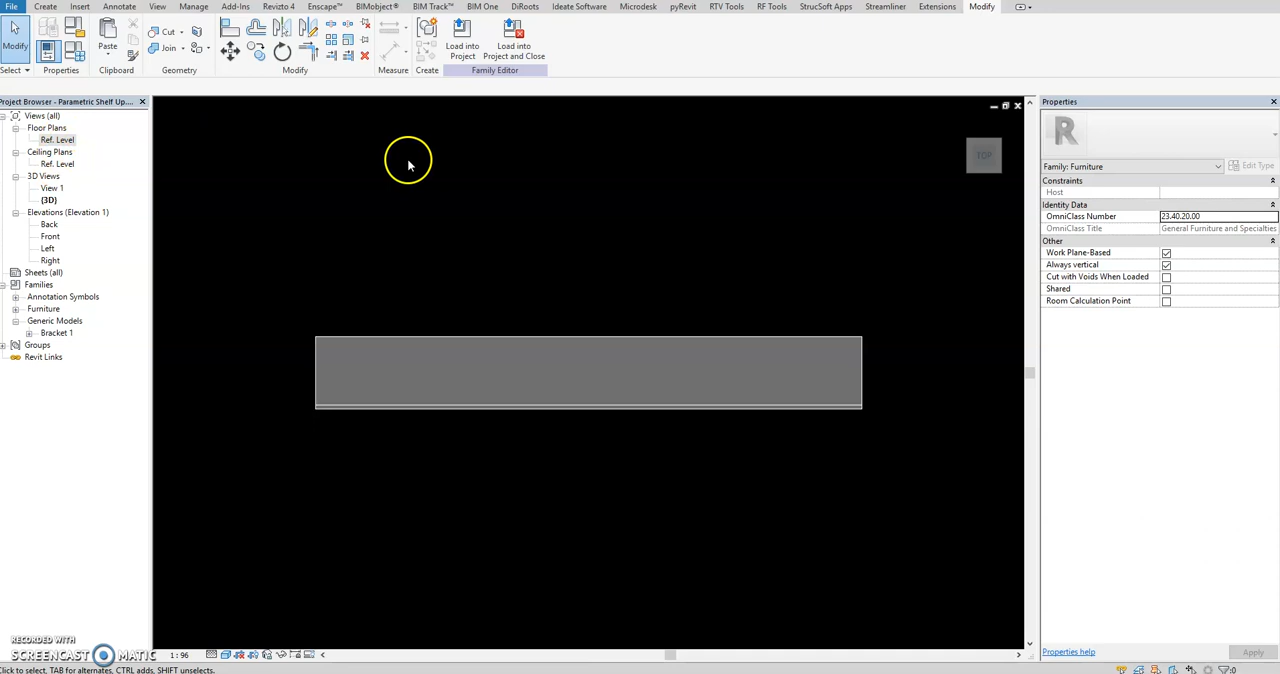 File Create Insert Annotate View Manage Add-Ins Revizto 4 Enscape™ BIMobject® BIM Track™ BIM One DiRoots Ideate Software Microdesk pyRevit RTV Tools RF Tools StrucSoft Apps Streamliner Extensions Modify
Modify Paste Cut Join Load into Project Load into Project and Close
Select Properties Clipboard Geometry Modify Measure Create Family Editor
Project Browser - Parametric Shelf Up....
Views (all)
Floor Plans
Ref. Level
Ceiling Plans
Ref. Level
3D Views
View 1
(3D)
Elevations (Elevation 1)
Back
Front
Left
Right
Sheets (all)
Families
Annotation Symbols
Furniture
Generic Models
Bracket 1
Groups
Revit Links
TOP
Properties
R
Family: Furniture Edit Type
Constraints
Host
Identity Data
OmniClass Number 23.40.20.00
OmniClass Title General Furniture and Specialties
Other
Work Plane-Based
Always vertical
Cut with Voids When Loaded
Shared
Room Calculation Point
Properties help Apply
RECORDED WITH
SCREENCAST MATIC
1 : 96
Click to select, TAB for alternates, CTRL adds, SHIFT unselects.
:0